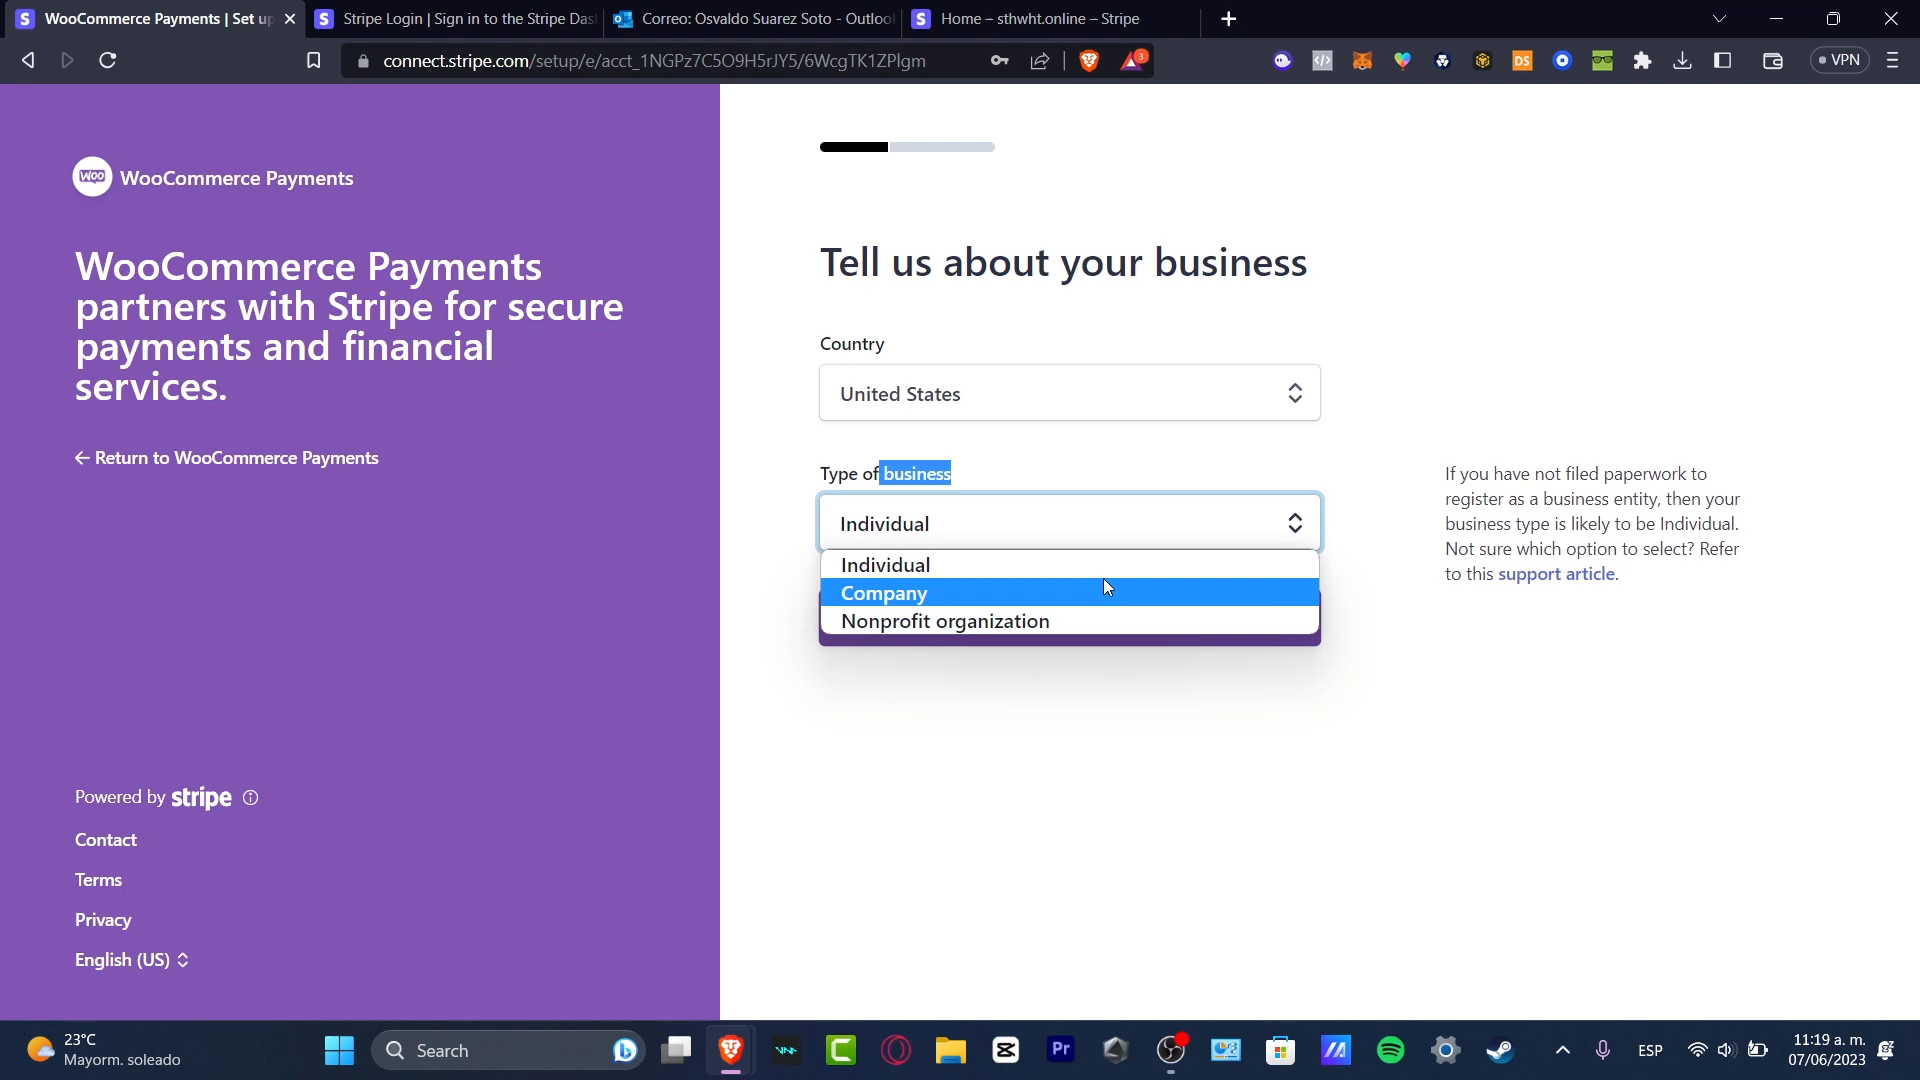 WooCommerce Payments | Set up
Stripe Login | Sign in to the Stripe Das
Correo: Osvaldo Suarez Soto - Outloo
Home – sthwht.online – Stripe
connect.stripe.com/setup/e/acct_1NGPz7C5O9H5rJY5/6WcgTK1ZPlgm
3
DS
VPN
woo
WooCommerce Payments
WooCommerce Payments
partners with Stripe for secure
payments and financial
services.
← Return to WooCommerce Payments
Powered by stripe
Contact
Terms
Privacy
English (US)
Tell us about your business
Country
United States
Type of business
Individual
Individual
Company
Nonprofit organization
If you have not filed paperwork to
register as a business entity, then your
business type is likely to be Individual.
Not sure which option to select? Refer
to this support article.
23°C
Mayorm. soleado
Search
Pr
ESP
11:19 a. m.
07/06/2023